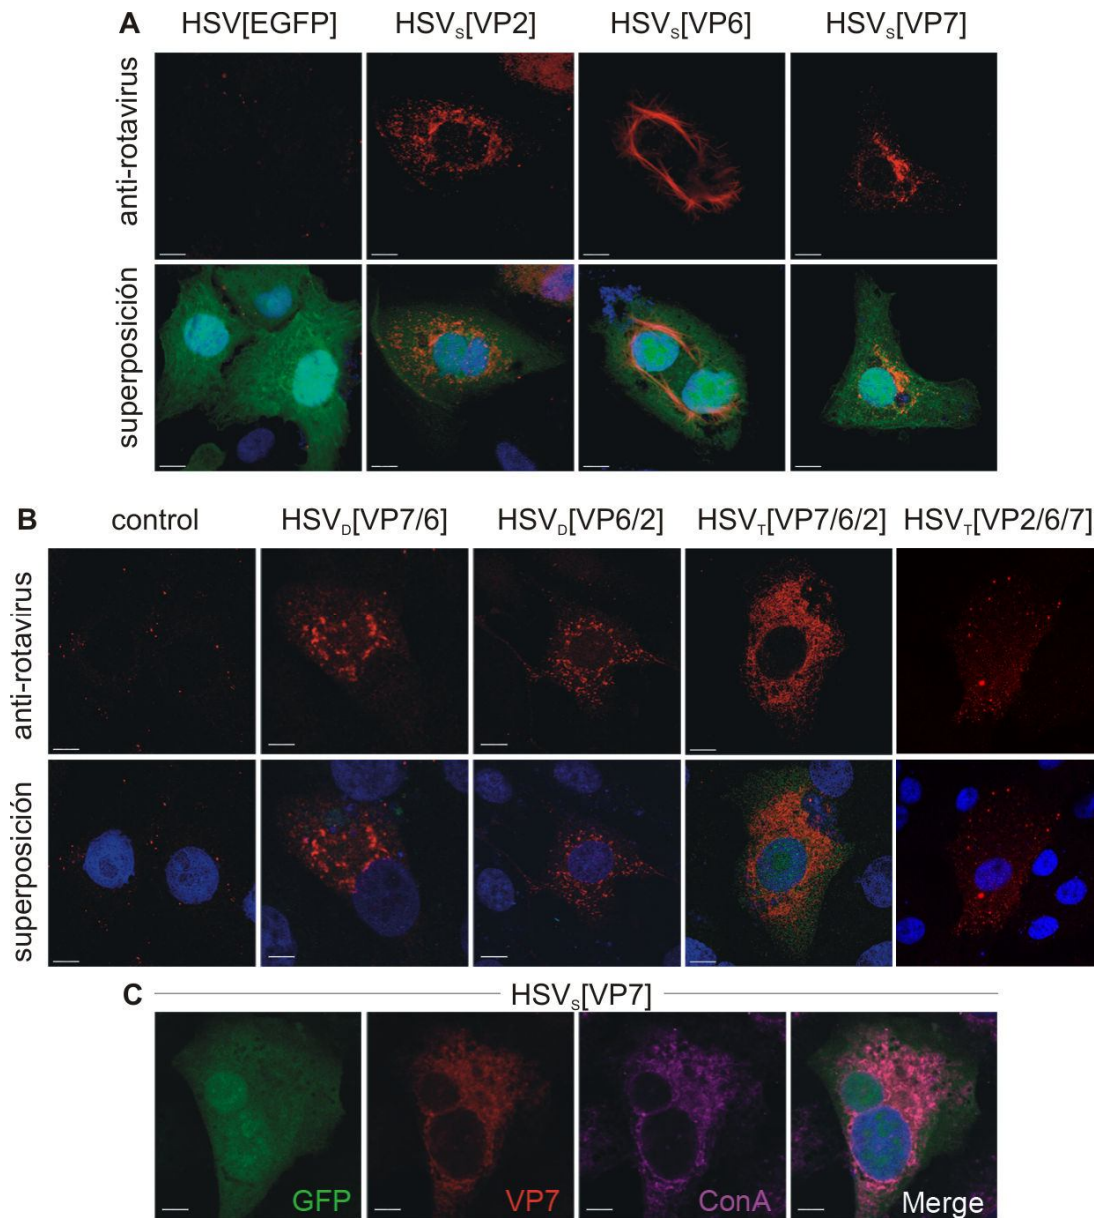 A HSV[EGFP] HSVS[VP2] HSVS[VP6] HSVS[VP7]
anti-rotavirus
superposición
B control HSVD[VP7/6] HSVD[VP6/2] HSVT[VP7/6/2] HSVT[VP2/6/7]
anti-rotavirus
superposición
C HSVS[VP7]
GFP VP7 ConA Merge